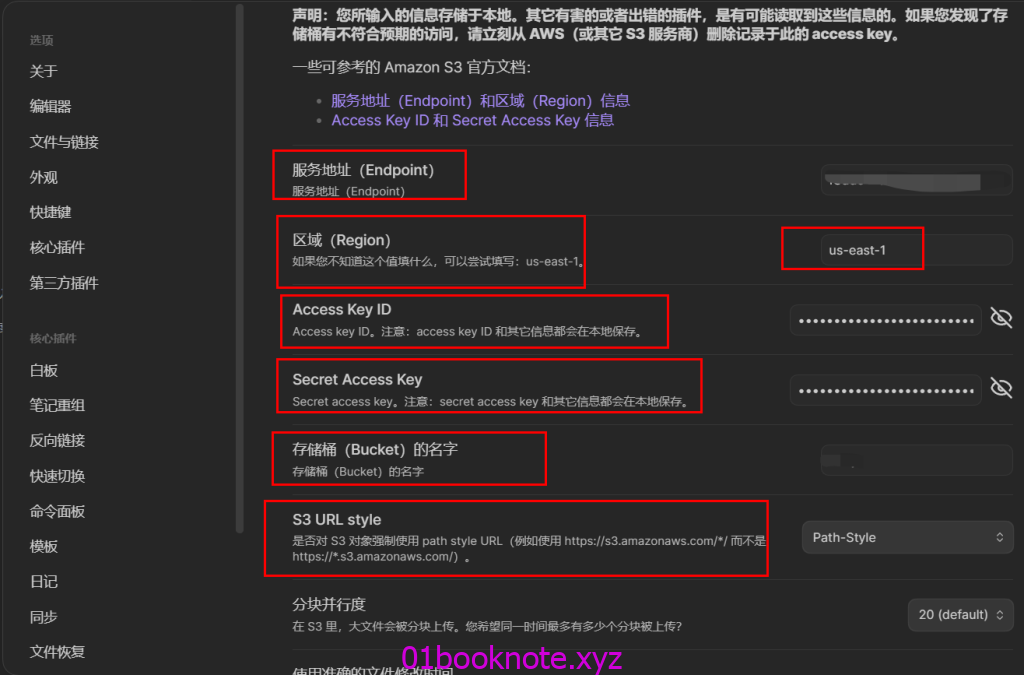 选项
关于
编辑器
文件与链接
外观
快捷键
核心插件
第三方插件
核心插件
白板
笔记重组
反向链接
快速切换
命令面板
模板
日记
同步
文件恢复
声明：您所输入的信息存储于本地。其它有害的或者出错的插件，是有可能读取到这些信息的。如果您发现了存
储桶有不符合预期的访问，请立刻从 AWS（或其它 S3 服务商）删除记录于此的 access key。
一些可参考的 Amazon S3 官方文档：
服务地址（Endpoint）和区域（Region）信息
Access Key ID 和 Secret Access Key 信息
服务地址（Endpoint）
服务地址（Endpoint）
区域（Region）
如果您不知道这个值填什么，可以尝试填写：us-east-1。
us-east-1
Access Key ID
Access key ID。注意：access key ID 和其它信息都会在本地保存。
Secret Access Key
Secret access key。注意：secret access key 和其它信息都会在本地保存。
存储桶（Bucket）的名字
存储桶（Bucket）的名字
S3 URL style
是否对 S3 对象强制使用 path style URL（例如使用 https://s3.amazonaws.com/*/ 而不是
https://*.s3.amazonaws.com/）。
Path-Style
分块并行度
在 S3 里，大文件会被分块上传。您希望同一时间最多有多少个分块被上传？
20 (default)
使用准确的文件修改时间
01booknote.xyz